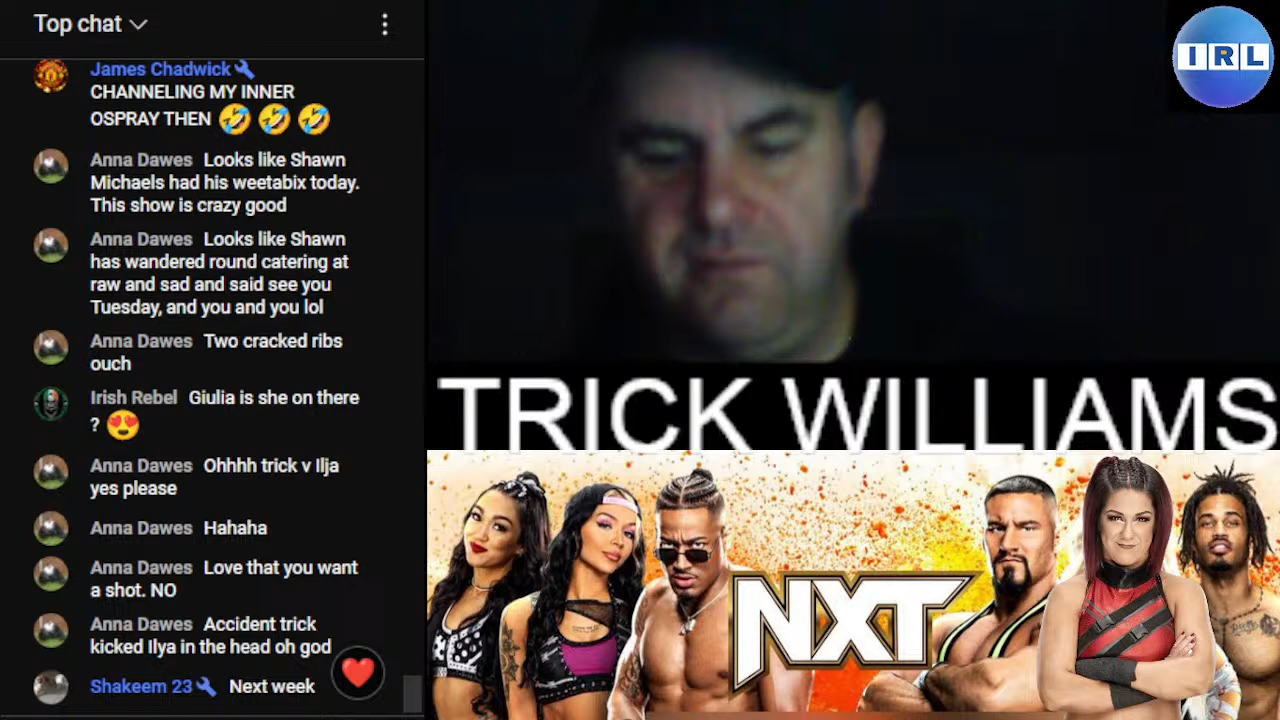 Top chat
James Chadwick
CHANNELING MY INNER
OSPRAY THEN 🤣 🤣 🤣
Anna Dawes Looks like Shawn
Michaels had his weetabix today.
This show is crazy good
Anna Dawes Looks like Shawn
has wandered round catering at
raw and sad and said see you
Tuesday, and you and you lol
Anna Dawes Two cracked ribs
ouch
Irish Rebel Giulia is she on there
? 😍
Anna Dawes Ohhhh trick v Ilja
yes please
Anna Dawes Hahaha
Anna Dawes Love that you want
a shot. NO
Anna Dawes Accident trick
kicked Ilya in the head oh god
Shakeem 23 Next week
IRL
TRICK WILLIAMS
NXT